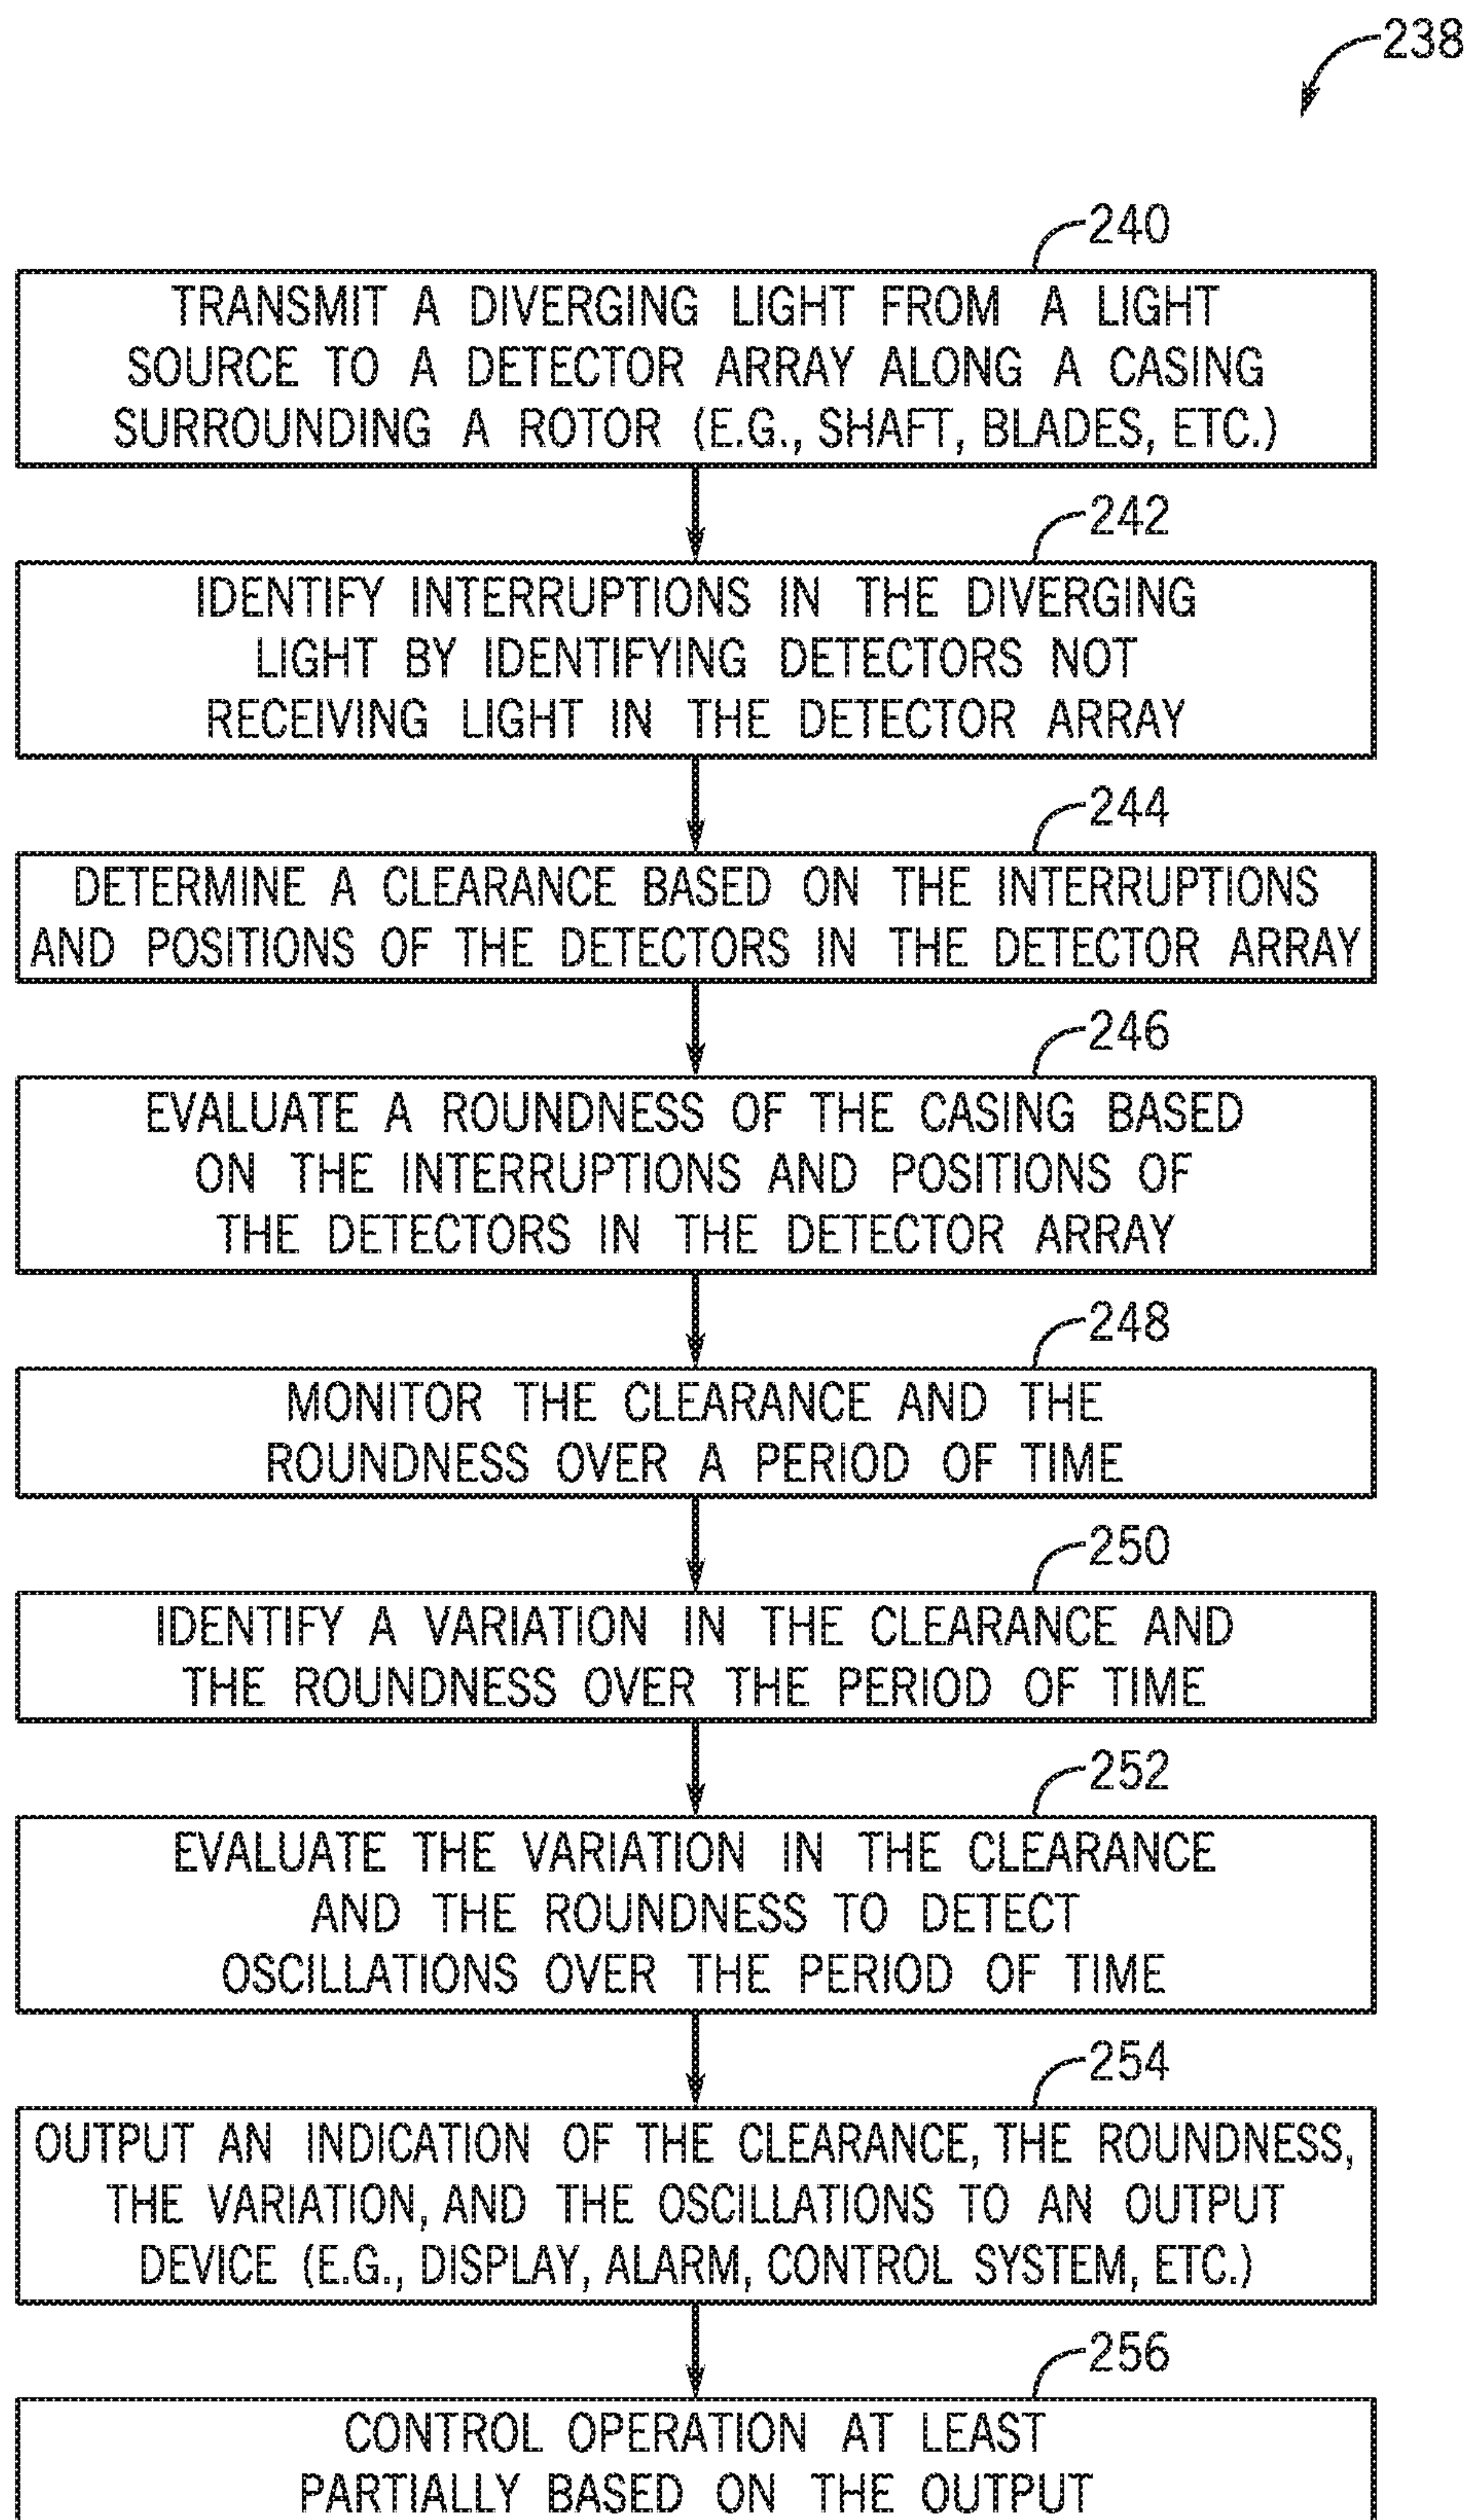 238
240
TRANSMIT A DIVERGING LIGHT FROM A LIGHT
SOURCE TO A DETECTOR ARRAY ALONG A CASING
SURROUNDING A ROTOR (E.G., SHAFT, BLADES, ETC.)
242
IDENTIFY INTERRUPTIONS IN THE DIVERGING
LIGHT BY IDENTIFYING DETECTORS NOT
RECEIVING LIGHT IN THE DETECTOR ARRAY
244
DETERMINE A CLEARANCE BASED ON THE INTERRUPTIONS
AND POSITIONS OF THE DETECTORS IN THE DETECTOR ARRAY
246
EVALUATE A ROUNDNESS OF THE CASING BASED
ON THE INTERRUPTIONS AND POSITIONS OF
THE DETECTORS IN THE DETECTOR ARRAY
248
MONITOR THE CLEARANCE AND THE
ROUNDNESS OVER A PERIOD OF TIME
250
IDENTIFY A VARIATION IN THE CLEARANCE AND
THE ROUNDNESS OVER THE PERIOD OF TIME
252
EVALUATE THE VARIATION IN THE CLEARANCE
AND THE ROUNDNESS TO DETECT
OSCILLATIONS OVER THE PERIOD OF TIME
254
OUTPUT AN INDICATION OF THE CLEARANCE, THE ROUNDNESS,
THE VARIATION, AND THE OSCILLATIONS TO AN OUTPUT
DEVICE (E.G., DISPLAY, ALARM, CONTROL SYSTEM, ETC.)
256
CONTROL OPERATION AT LEAST
PARTIALLY BASED ON THE OUTPUT